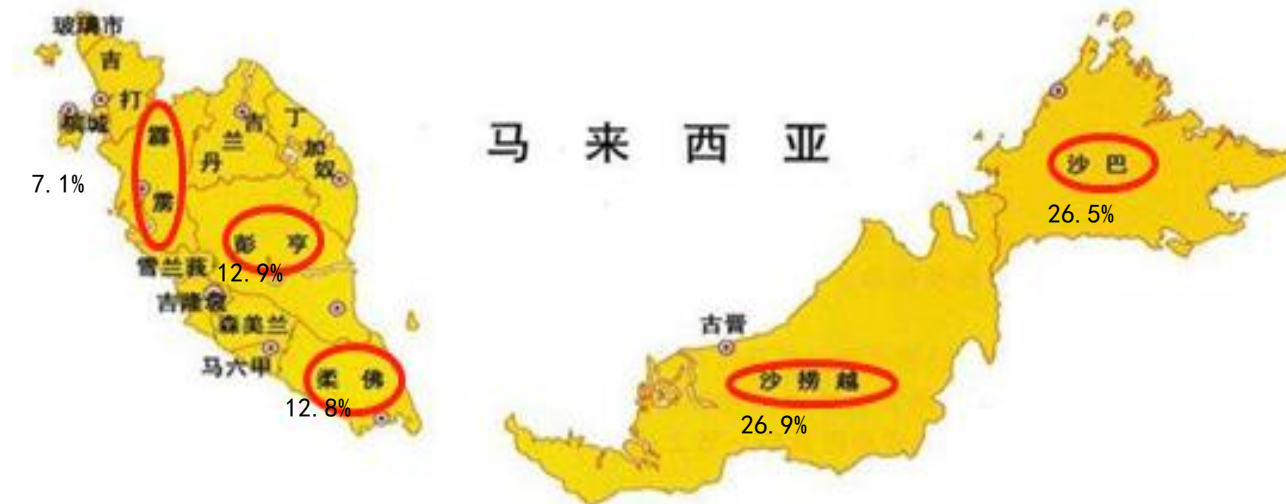 玻璃市
吉
打
槟城
霹
雳
7.1%
吉
兰
丹
丁
加
奴
彭 亨
12.9%
雪兰莪
吉隆坡
森美兰
马六甲
柔 佛
12.8%
马 来 西 亚
沙 巴
26.5%
古晋
沙 捞 越
26.9%